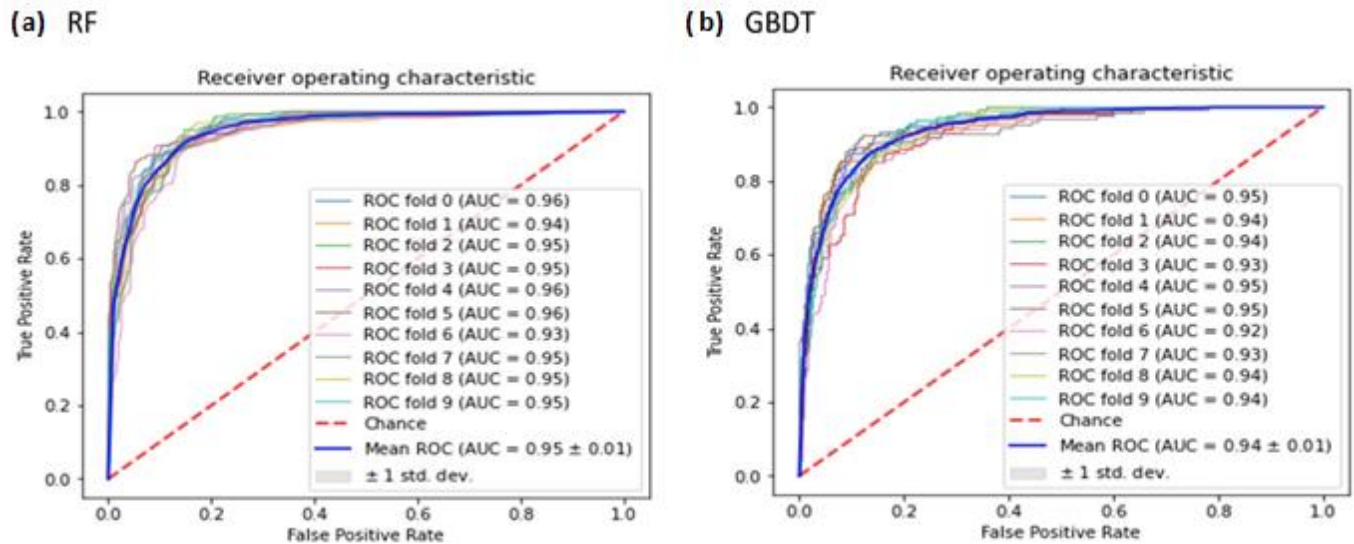 (a) RF
Receiver operating characteristic
True Positive Rate
1.0
0.8
0.6
0.4
0.2
0.0
ROC fold 0 (AUC = 0.96)
ROC fold 1 (AUC = 0.94)
ROC fold 2 (AUC = 0.95)
ROC fold 3 (AUC = 0.95)
ROC fold 4 (AUC = 0.96)
ROC fold 5 (AUC = 0.96)
ROC fold 6 (AUC = 0.93)
ROC fold 7 (AUC = 0.95)
ROC fold 8 (AUC = 0.95)
ROC fold 9 (AUC = 0.95)
Chance
Mean ROC (AUC = 0.95 ± 0.01)
± 1 std. dev.
0.0 0.2 0.4 0.6 0.8 1.0
False Positive Rate
(b) GBDT
Receiver operating characteristic
True Positive Rate
1.0
0.8
0.6
0.4
0.2
0.0
ROC fold 0 (AUC = 0.95)
ROC fold 1 (AUC = 0.94)
ROC fold 2 (AUC = 0.94)
ROC fold 3 (AUC = 0.93)
ROC fold 4 (AUC = 0.95)
ROC fold 5 (AUC = 0.95)
ROC fold 6 (AUC = 0.92)
ROC fold 7 (AUC = 0.93)
ROC fold 8 (AUC = 0.94)
ROC fold 9 (AUC = 0.94)
Chance
Mean ROC (AUC = 0.94 ± 0.01)
± 1 std. dev.
0.0 0.2 0.4 0.6 0.8 1.0
False Positive Rate